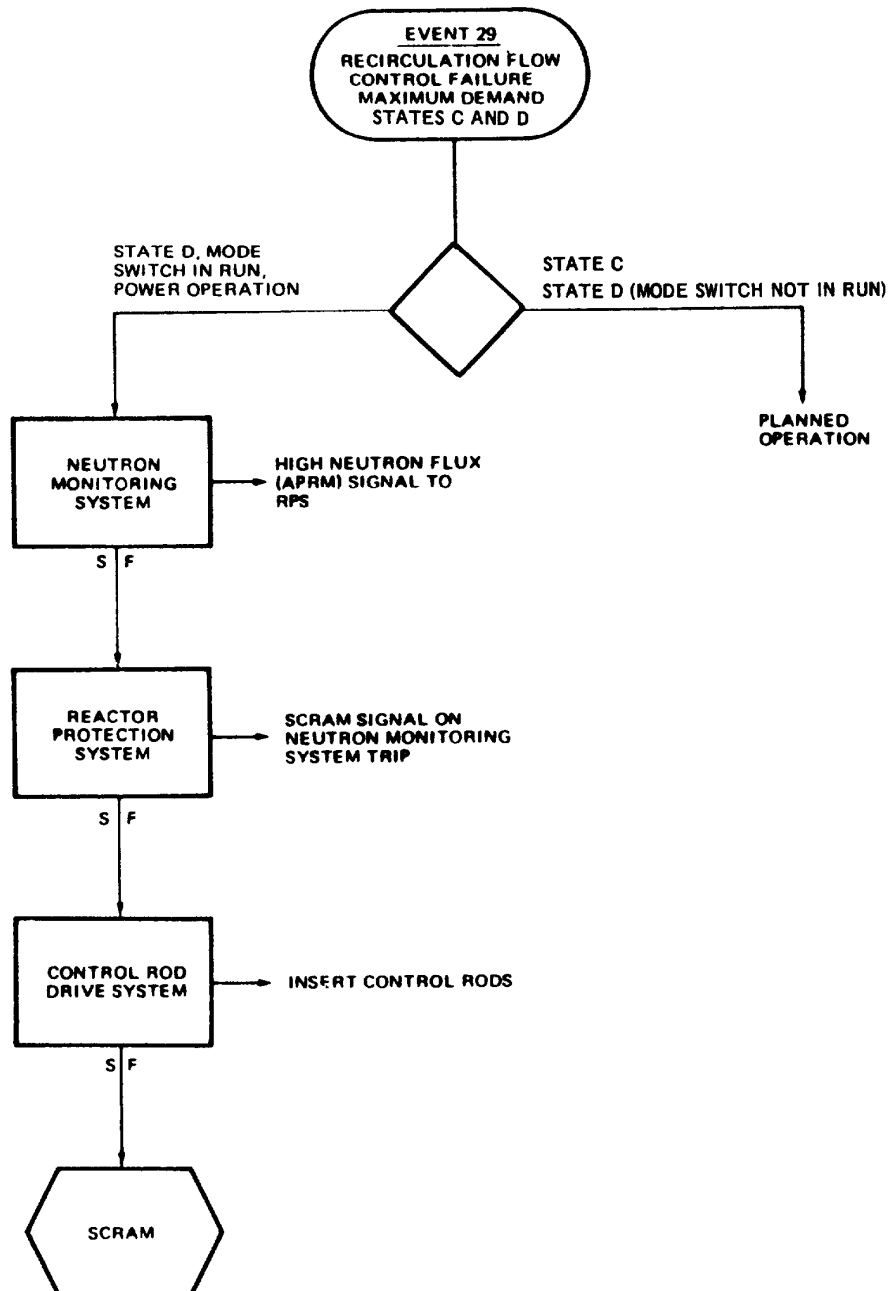 EVENT 29
RECIRCULATION FLOW
CONTROL FAILURE
MAXIMUM DEMAND
STATES C AND D
STATE D, MODE
SWITCH IN RUN,
POWER OPERATION
STATE C
STATE D (MODE SWITCH NOT IN RUN)
PLANNED
OPERATION
NEUTRON
MONITORING
SYSTEM
HIGH NEUTRON FLUX
(APRM) SIGNAL TO
RPS
S F
REACTOR
PROTECTION
SYSTEM
SCRAM SIGNAL ON
NEUTRON MONITORING
SYSTEM TRIP
S F
CONTROL ROD
DRIVE SYSTEM
INSERT CONTROL RODS
S F
SCRAM